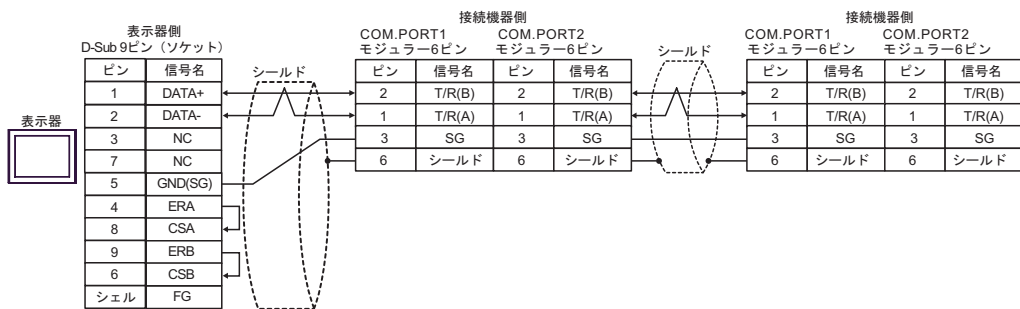 表示器
表示器側
D-Sub 9ピン（ソケット）
ピン 信号名
1 DATA+
2 DATA-
3 NC
7 NC
5 GND(SG)
4 ERA
8 CSA
9 ERB
6 CSB
シェル FG
シールド
接続機器側
COM.PORT1 COM.PORT2
モジュラー6ピン モジュラー6ピン
ピン 信号名 ピン 信号名
2 T/R(B) 2 T/R(B)
1 T/R(A) 1 T/R(A)
3 SG 3 SG
6 シールド 6 シールド
シールド
接続機器側
COM.PORT1 COM.PORT2
モジュラー6ピン モジュラー6ピン
ピン 信号名 ピン 信号名
2 T/R(B) 2 T/R(B)
1 T/R(A) 1 T/R(A)
3 SG 3 SG
6 シールド 6 シールド